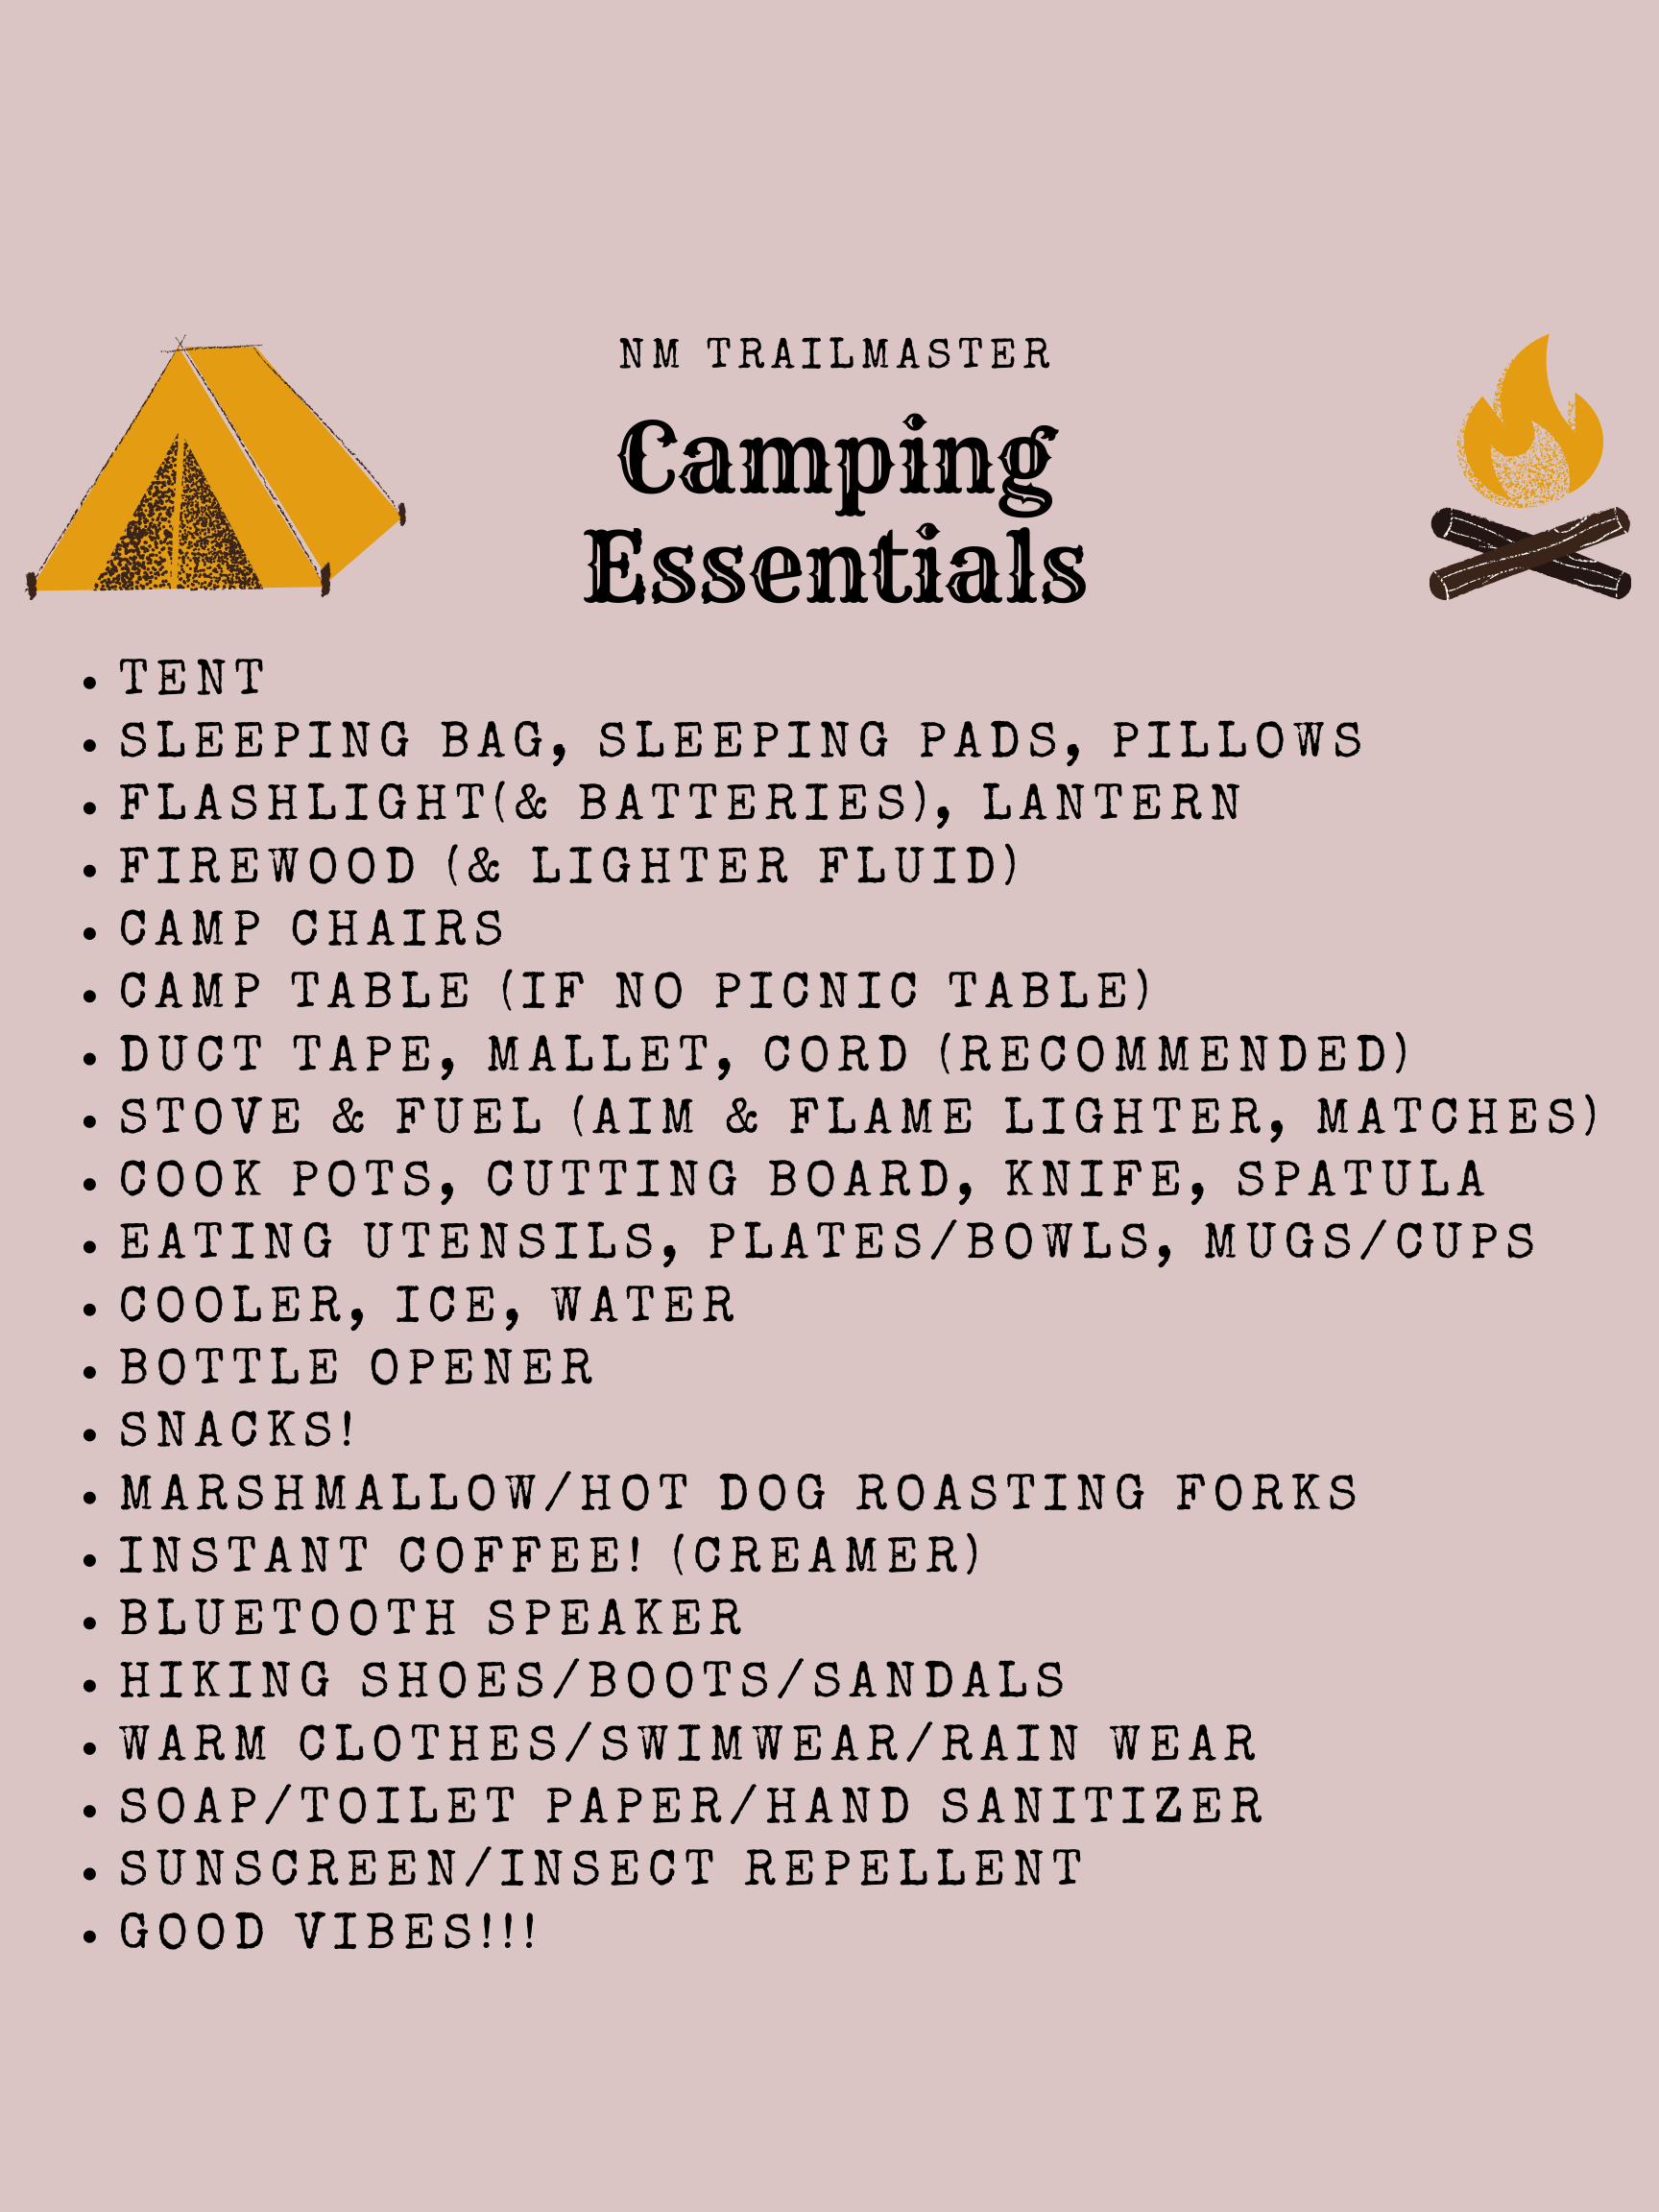 NM TRAILMASTER
Camping
Essentials
• TENT
• SLEEPING BAG, SLEEPING PADS, PILLOWS
• FLASHLIGHT(& BATTERIES), LANTERN
• FIREWOOD (& LIGHTER FLUID)
• CAMP CHAIRS
• CAMP TABLE (IF NO PICNIC TABLE)
• DUCT TAPE, MALLET, CORD (RECOMMENDED)
• STOVE & FUEL (AIM & FLAME LIGHTER, MATCHES)
• COOK POTS, CUTTING BOARD, KNIFE, SPATULA
• EATING UTENSILS, PLATES/BOWLS, MUGS/CUPS
• COOLER, ICE, WATER
• BOTTLE OPENER
• SNACKS!
• MARSHMALLOW/HOT DOG ROASTING FORKS
• INSTANT COFFEE! (CREAMER)
• BLUETOOTH SPEAKER
• HIKING SHOES/BOOTS/SANDALS
• WARM CLOTHES/SWIMWEAR/RAIN WEAR
• SOAP/TOILET PAPER/HAND SANITIZER
• SUNSCREEN/INSECT REPELLENT
• GOOD VIBES!!!